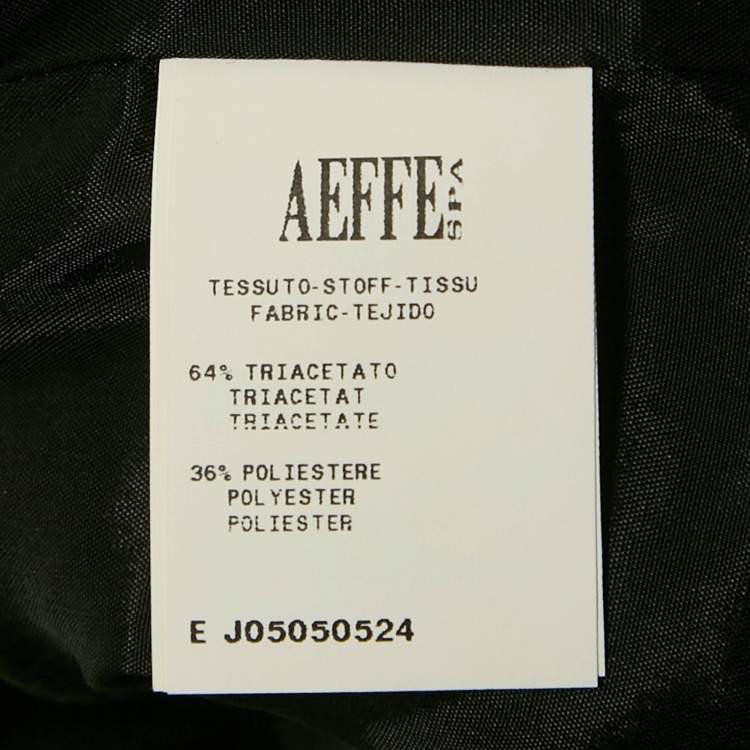 AEFFE SPA
TESSUTO-STOFF-TISSU
FABRIC-TEJIDO
64% TRIACETATO
TRIACETAT
TRIACETATE
36% POLIESTERE
POLYESTER
POLIESTER
E J05050524